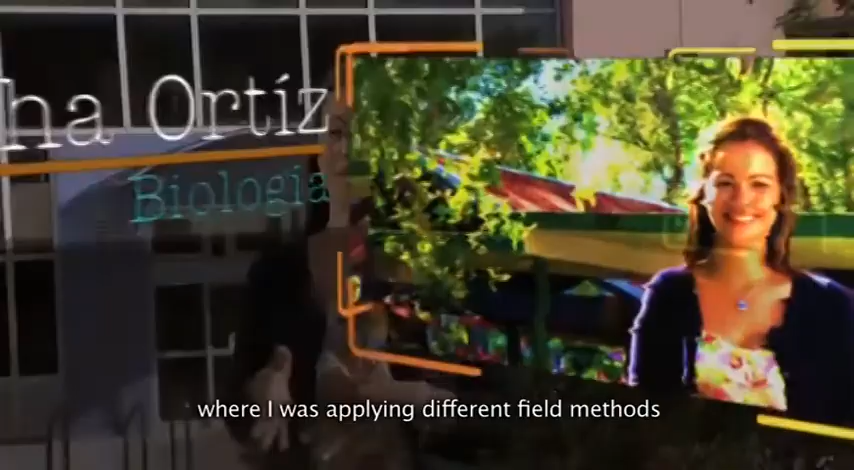 ha Ortíz
Biología
where I was applying different field methods